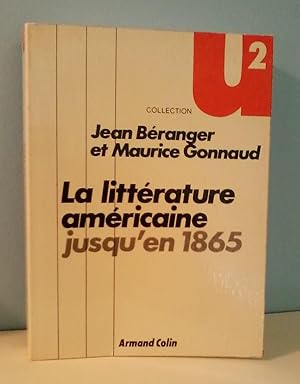 u2
COLLECTION
Jean Béranger
et Maurice Gonnaud
La littérature
américaine
jusqu'en 1865
Armand Colin